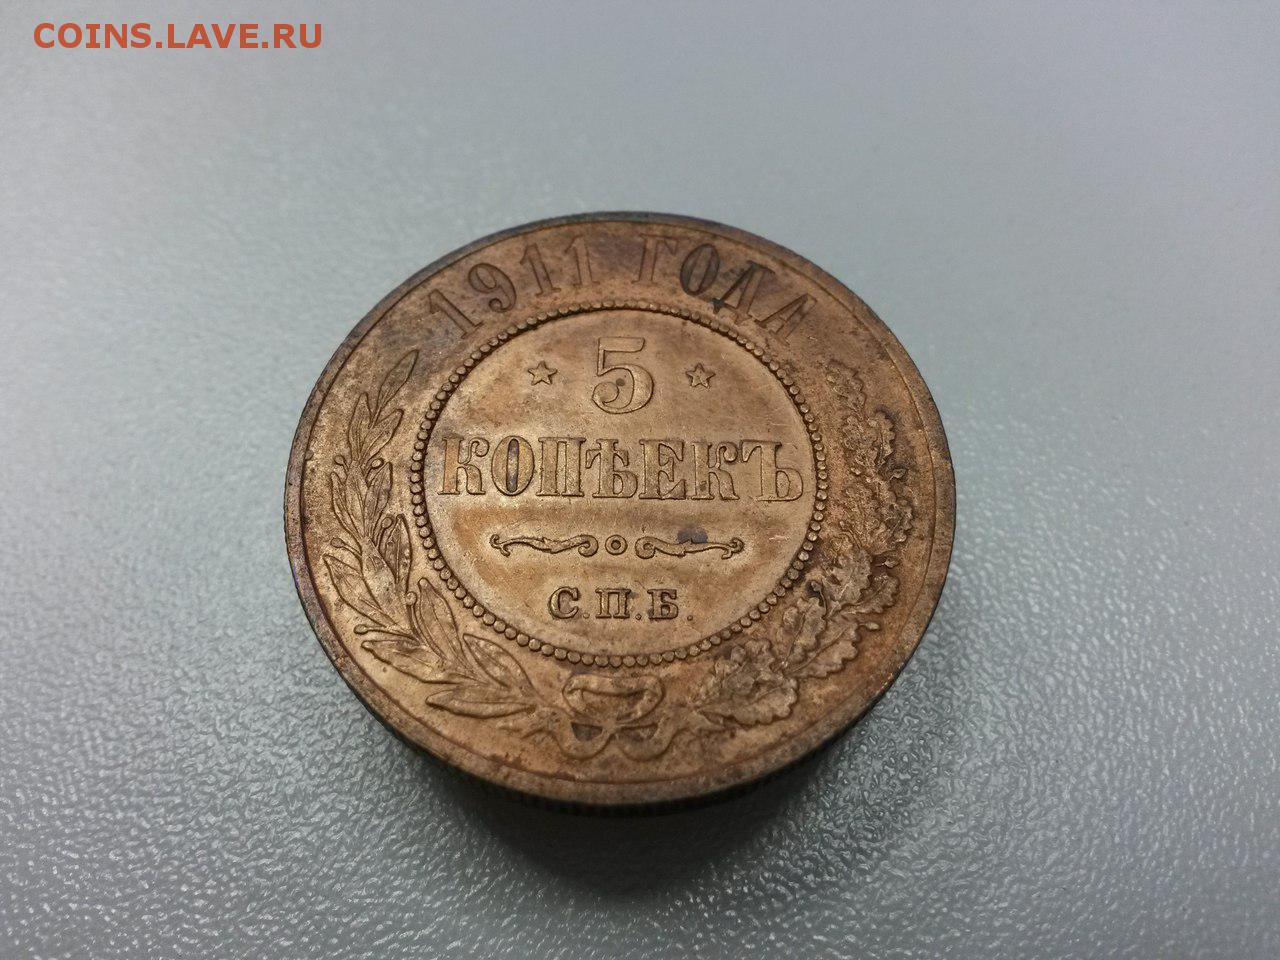 COINS.LAVE.RU
1911 ГОДА
5
КОПѢЕКЪ
С.П.Б.